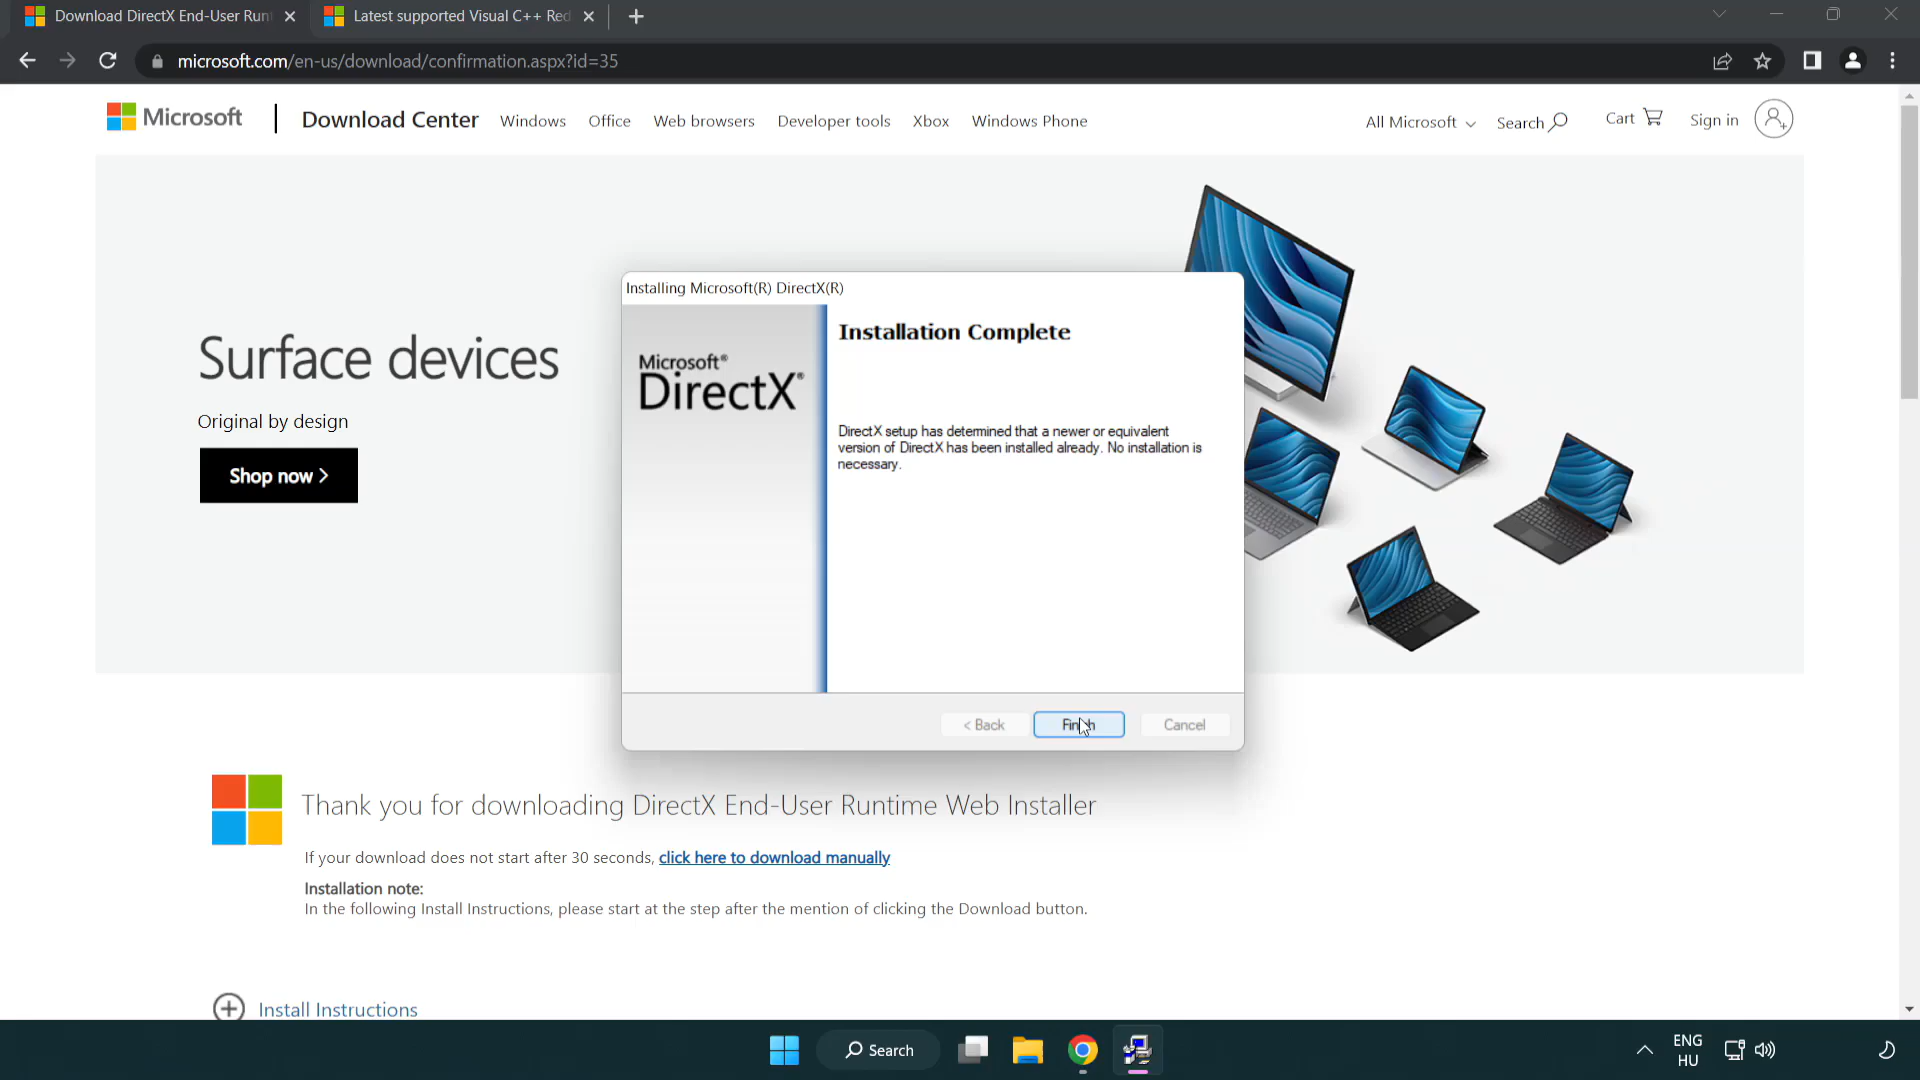 Download DirectX End-User Run
Latest supported Visual C++ Red
microsoft.com/en-us/download/confirmation.aspx?id=35
Microsoft
Download Center
Windows
Office
Web browsers
Developer tools
Xbox
Windows Phone
All Microsoft
Search
Cart
Sign in
Surface devices
Original by design
Shop now
Installing Microsoft(R) DirectX(R)
Microsoft®
DirectX®
Installation Complete
DirectX setup has determined that a newer or equivalent
version of DirectX has been installed already. No installation is
necessary.
< Back
Finish
Cancel
Thank you for downloading DirectX End-User Runtime Web Installer
If your download does not start after 30 seconds, click here to download manually
Installation note:
In the following Install Instructions, please start at the step after the mention of clicking the Download button.
Install Instructions
Search
ENG
HU